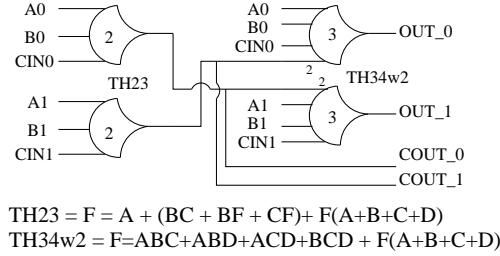 A0
B0
CIN0
2
A0
B0
CIN0
3
OUT_0
2
TH23
TH34w2
A1
B1
CIN1
2
2
A1
B1
CIN1
3
OUT_1
COUT_0
COUT_1
TH23 = F = A + (BC + BF + CF)+ F(A+B+C+D)
TH34w2 = F=ABC+ABD+ACD+BCD + F(A+B+C+D)